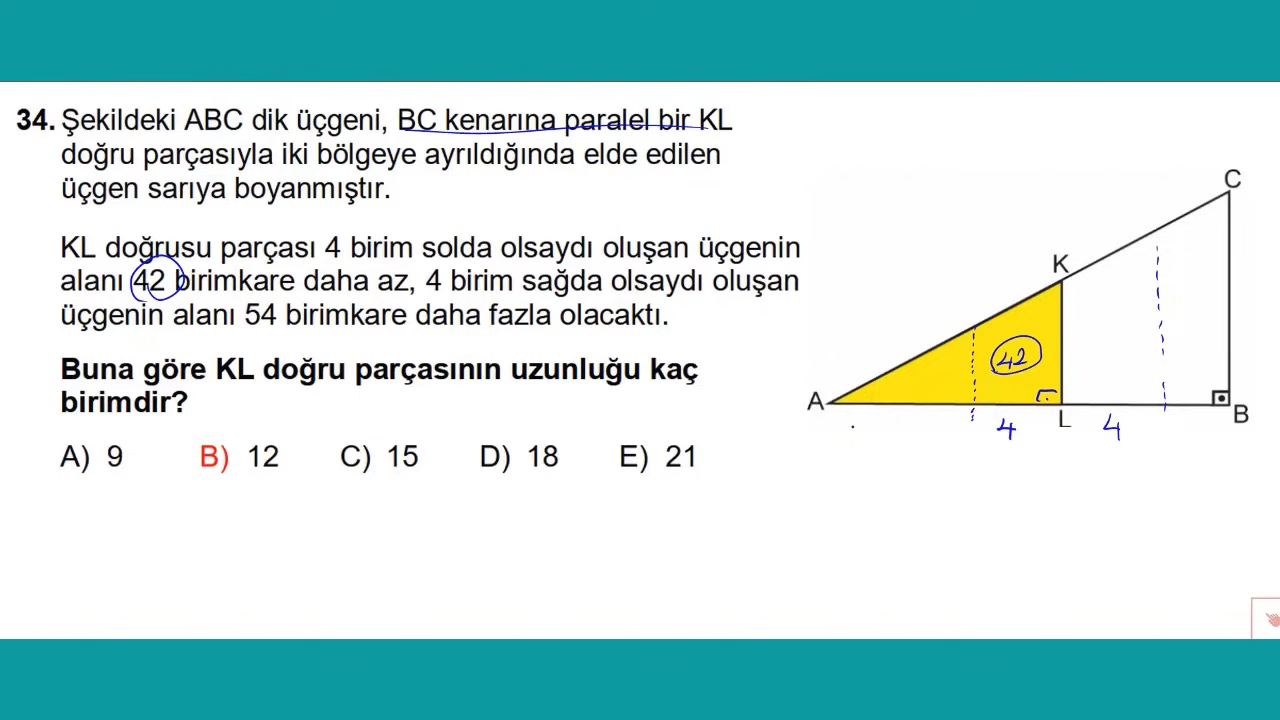 34. Şekildeki ABC dik üçgeni, BC kenarına paralel bir KL
doğru parçasıyla iki bölgeye ayrıldığında elde edilen
üçgen sarıya boyanmıştır.
KL doğrusu parçası 4 birim solda olsaydı oluşan üçgenin
alanı 42 birimkare daha az, 4 birim sağda olsaydı oluşan
üçgenin alanı 54 birimkare daha fazla olacaktı.
Buna göre KL doğru parçasının uzunluğu kaç
birimdir?
A) 9 B) 12 C) 15 D) 18 E) 21
C
K
42
A
L
B
4
4